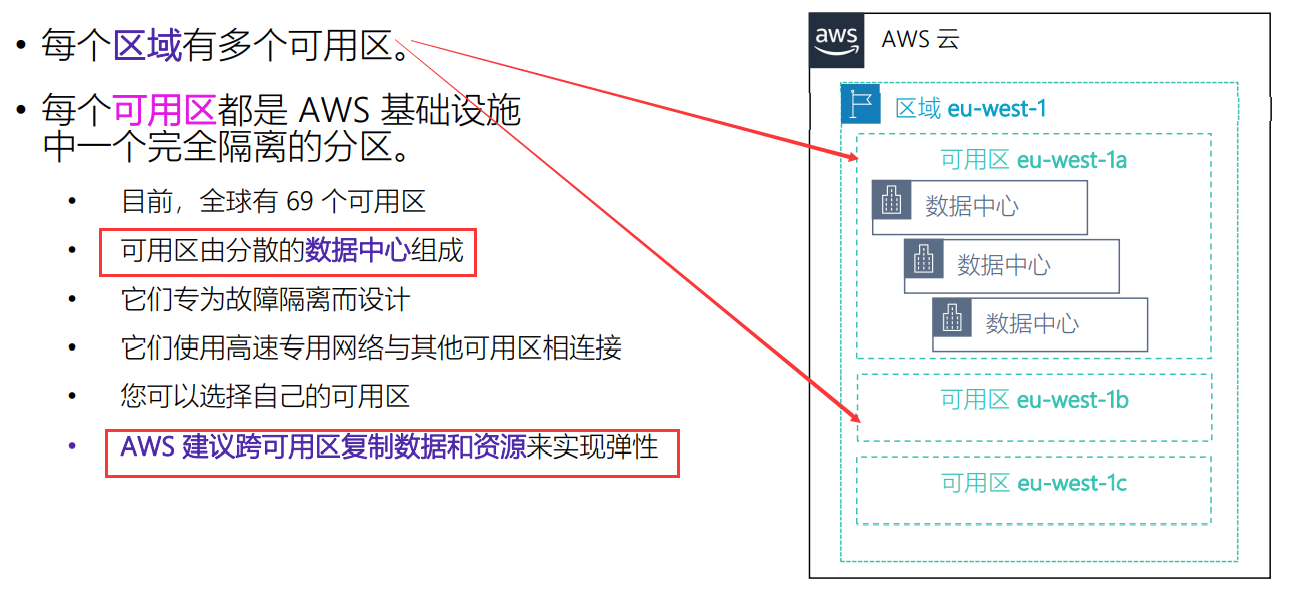 • 每个区域有多个可用区。
• 每个可用区都是 AWS 基础设施
中一个完全隔离的分区。
• 目前，全球有 69 个可用区
• 可用区由分散的数据中心组成
• 它们专为故障隔离而设计
• 它们使用高速专用网络与其他可用区相连接
• 您可以选择自己的可用区
• AWS 建议跨可用区复制数据和资源来实现弹性
aws
AWS 云
区域 eu-west-1
可用区 eu-west-1a
数据中心
数据中心
数据中心
可用区 eu-west-1b
可用区 eu-west-1c